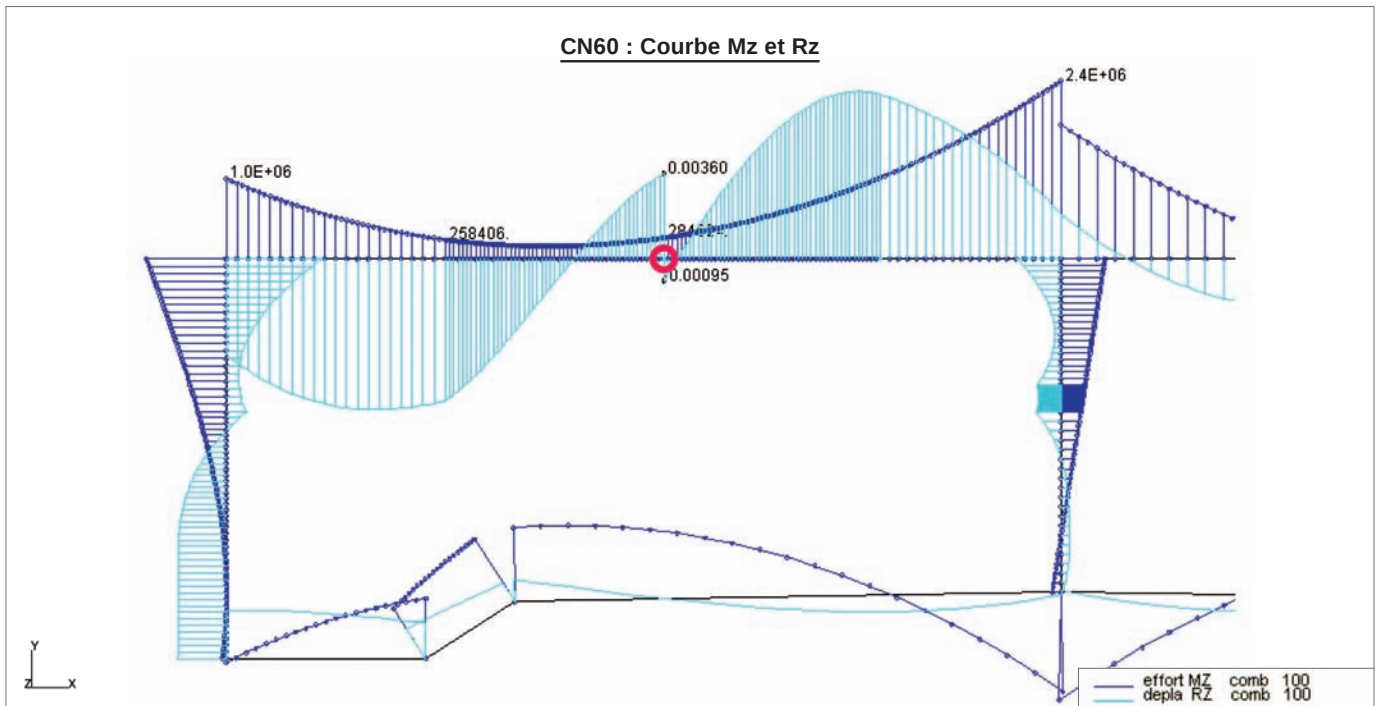 CN60 : Courbe Mz et Rz
2.4E+06
1.0E+06
0.00360
258406.
0.00095
Y
Z X
effort MZ comb 100
depla RZ comb 100